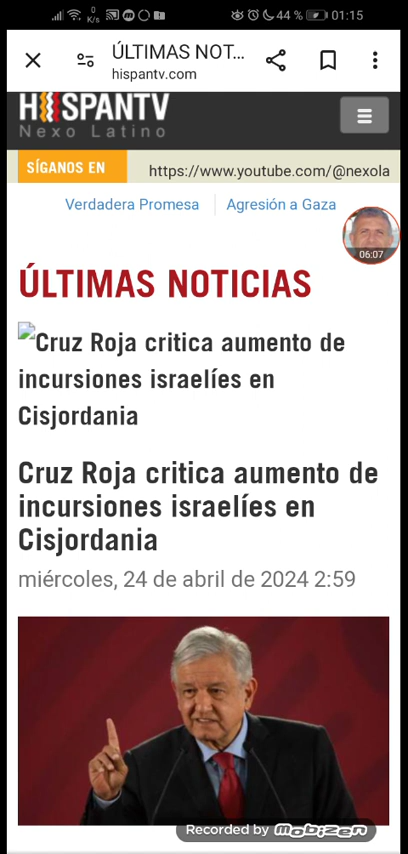 0
K/s
44 %
01:15
ÚLTIMAS NOT...
hispantv.com
HISPANTV
Nexo Latino
SÍGANOS EN
https://www.youtube.com/@nexola
Verdadera Promesa
Agresión a Gaza
06:07
ÚLTIMAS NOTICIAS
Cruz Roja critica aumento de
incursiones israelíes en
Cisjordania
Cruz Roja critica aumento de
incursiones israelíes en
Cisjordania
miércoles, 24 de abril de 2024 2:59
Recorded by mobizen